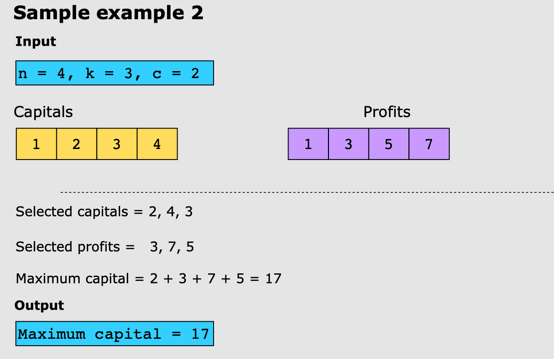 Sample example 2
Input
n = 4, k = 3, c = 2
Capitals Profits
1 2 3 4 1 3 5 7
Selected capitals = 2, 4, 3
Selected profits = 3, 7, 5
Maximum capital = 2 + 3 + 7 + 5 = 17
Output
Maximum capital = 17